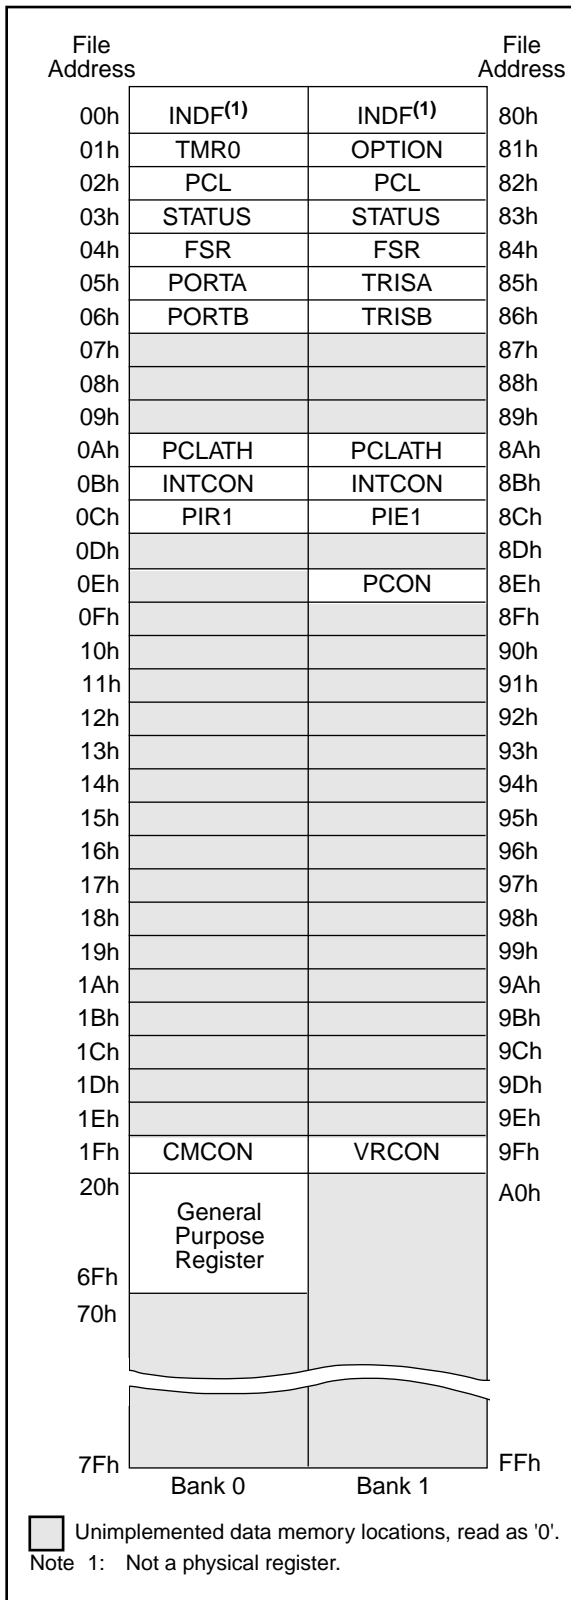 File Address File Address
00h INDF(1) INDF(1) 80h
01h TMR0 OPTION 81h
02h PCL PCL 82h
03h STATUS STATUS 83h
04h FSR FSR 84h
05h PORTA TRISA 85h
06h PORTB TRISB 86h
07h 87h
08h 88h
09h 89h
0Ah PCLATH PCLATH 8Ah
0Bh INTCON INTCON 8Bh
0Ch PIR1 PIE1 8Ch
0Dh 8Dh
0Eh PCON 8Eh
0Fh 8Fh
10h 90h
11h 91h
12h 92h
13h 93h
14h 94h
15h 95h
16h 96h
17h 97h
18h 98h
19h 99h
1Ah 9Ah
1Bh 9Bh
1Ch 9Ch
1Dh 9Dh
1Eh 9Eh
1Fh CMCON VRCON 9Fh
20h A0h
General
Purpose
Register
6Fh
70h
7Fh FFh
Bank 0 Bank 1
Unimplemented data memory locations, read as '0'.
Note 1: Not a physical register.